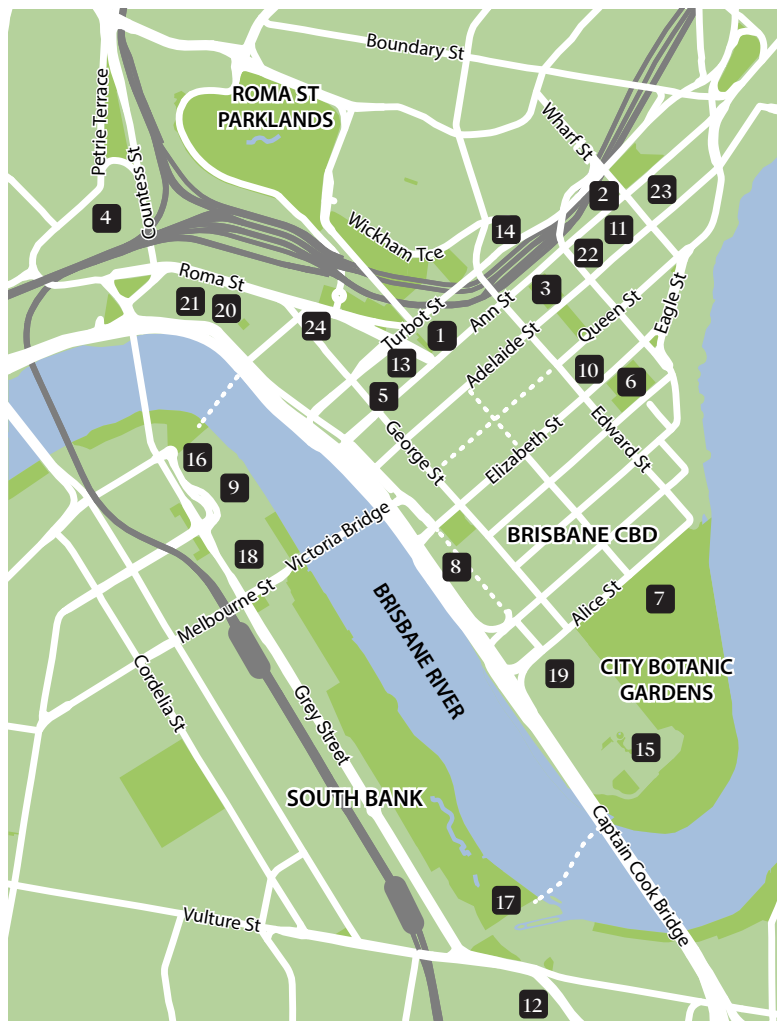 Boundary St
Petrie Terrace
ROMA ST
PARKLANDS
Wharf St
Countess St
4
2
23
Wickham Tce
14
11
22
Roma St
3
21
20
24
Turbot St
1
Ann St
Queen St
Eagle St
13
Adelaide St
5
10
6
George St
Elizabeth St
Edward St
16
9
Victoria Bridge
BRISBANE CBD
18
8
Melbourne St
BRISBANE RIVER
Alice St
7
Cordelia St
19
CITY BOTANIC
GARDENS
Grey Street
15
SOUTH BANK
Captain Cook Bridge
17
Vulture St
12